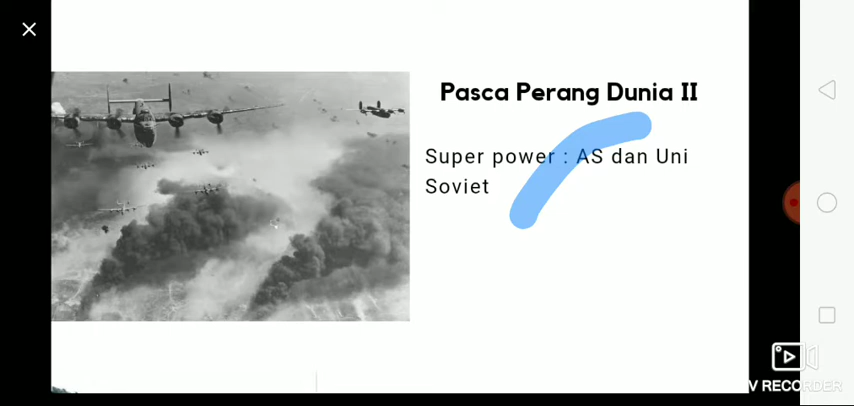 Pasca Perang Dunia II
Super power : AS dan Uni
Soviet
V RECORDER